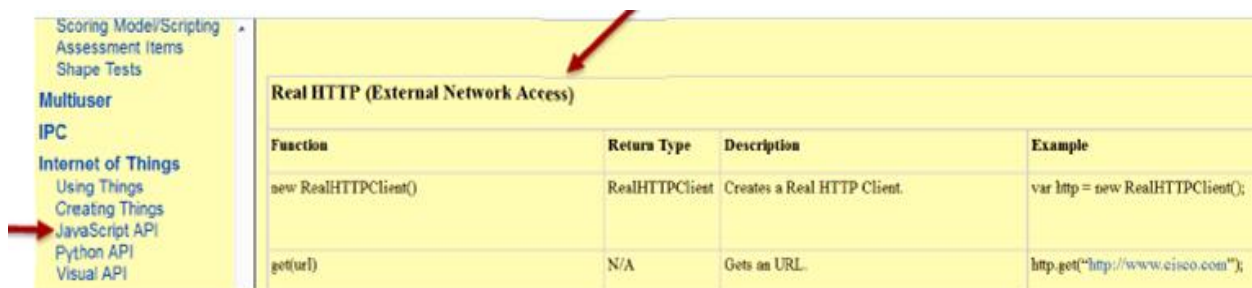 Scoring Model/Scripting
Assessment Items
Shape Tests
Multiuser
IPC
Internet of Things
Using Things
Creating Things
JavaScript API
Python API
Visual API
Real HTTP (External Network Access)
Function Return Type Description Example
new RealHTTPClient() RealHTTPClient Creates a Real HTTP Client. var http = new RealHTTPClient();
get(url) N/A Gets an URL. http.get("http://www.cisco.com");